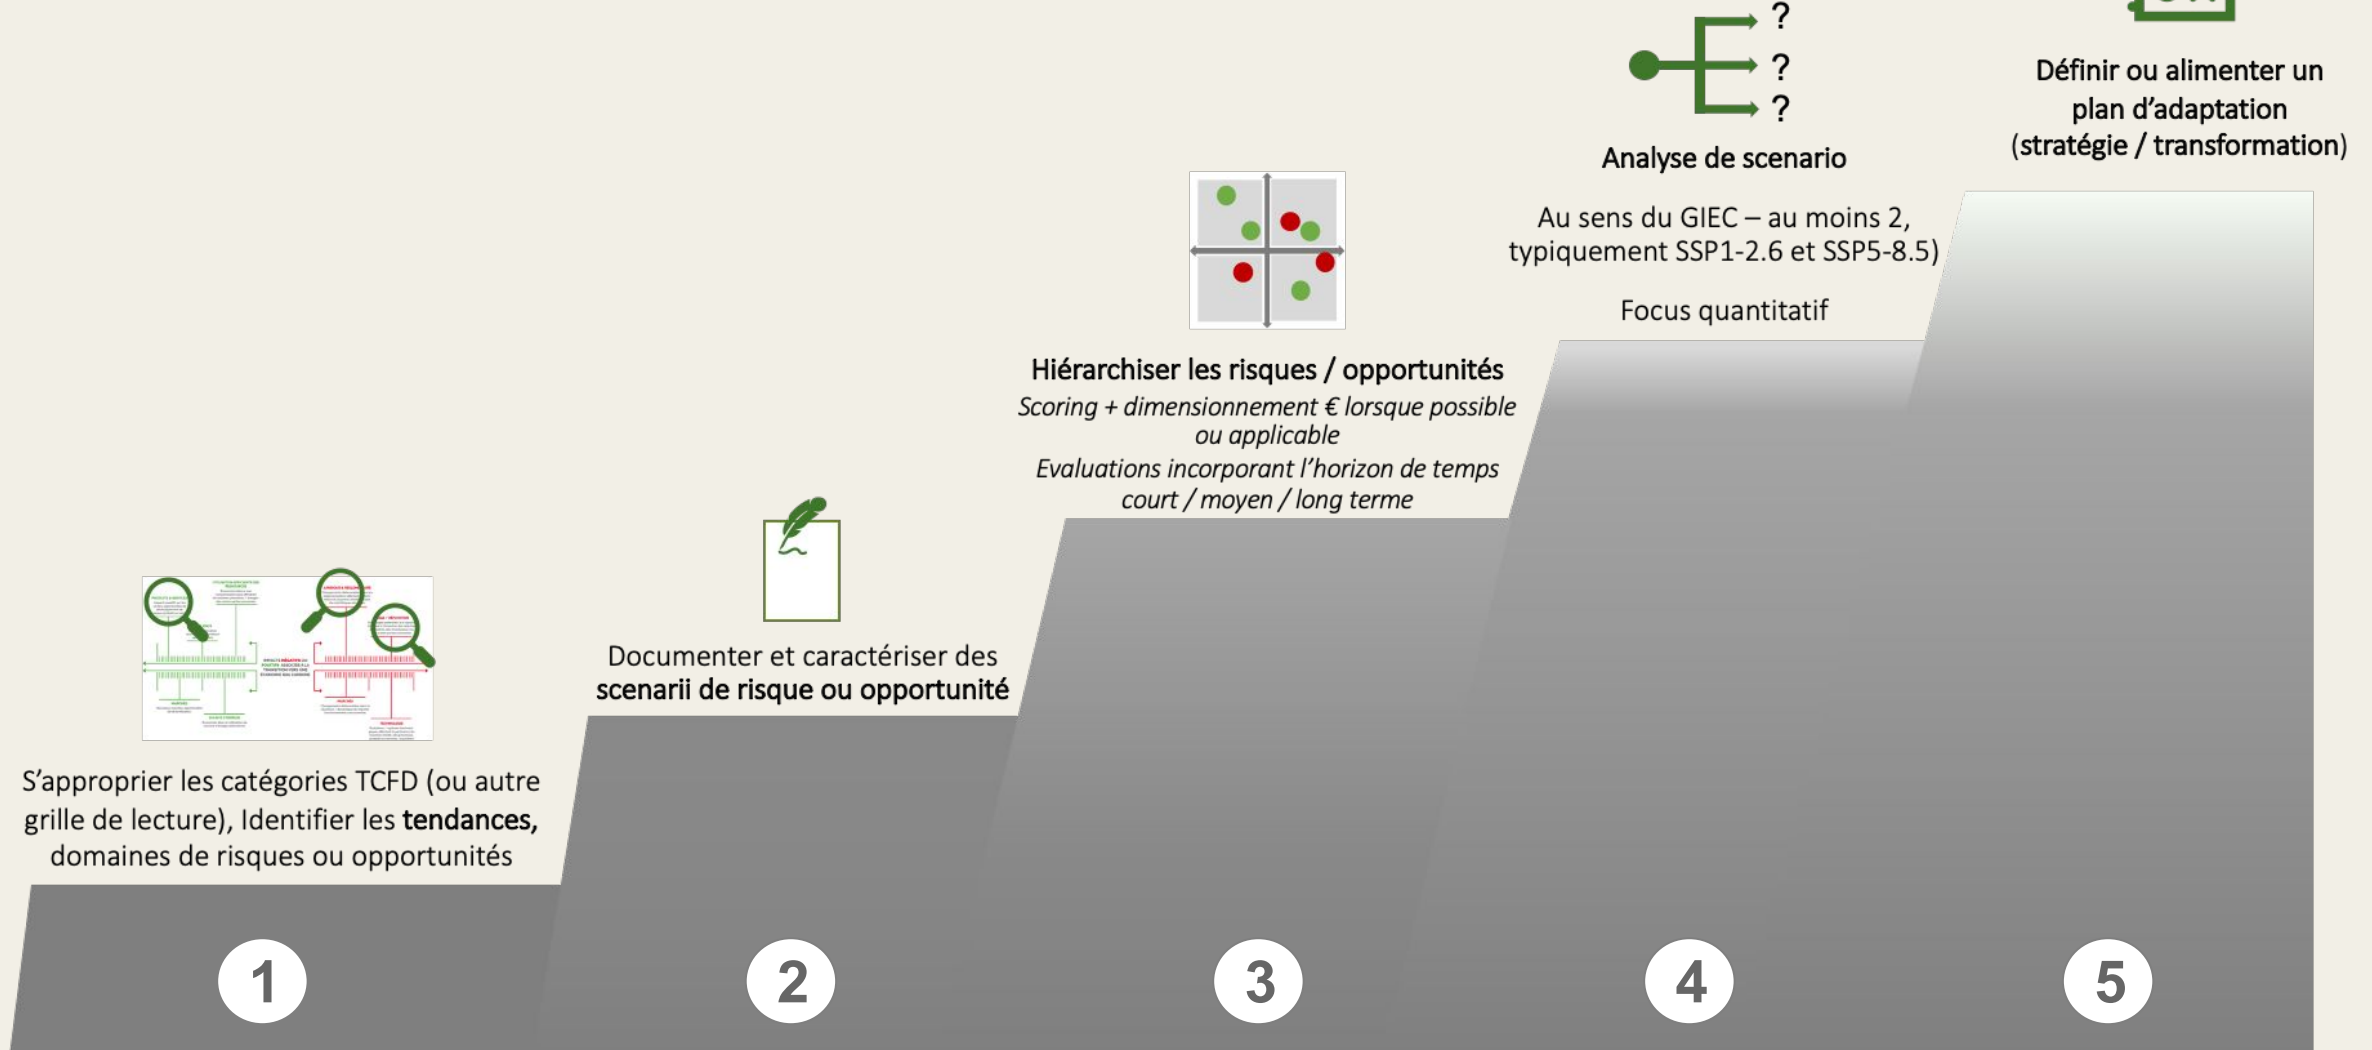 ?
?
?
Définir ou alimenter un
plan d’adaptation
(stratégie / transformation)
Analyse de scenario
Au sens du GIEC – au moins 2,
typiquement SSP1-2.6 et SSP5-8.5)
Focus quantitatif
Hiérarchiser les risques / opportunités
Scoring + dimensionnement € lorsque possible
ou applicable
Evaluations incorporant l’horizon de temps
court / moyen / long terme
Documenter et caractériser des
scenarii de risque ou opportunité
S’approprier les catégories TCFD (ou autre
grille de lecture), Identifier les tendances,
domaines de risques ou opportunités
1
2
3
4
5